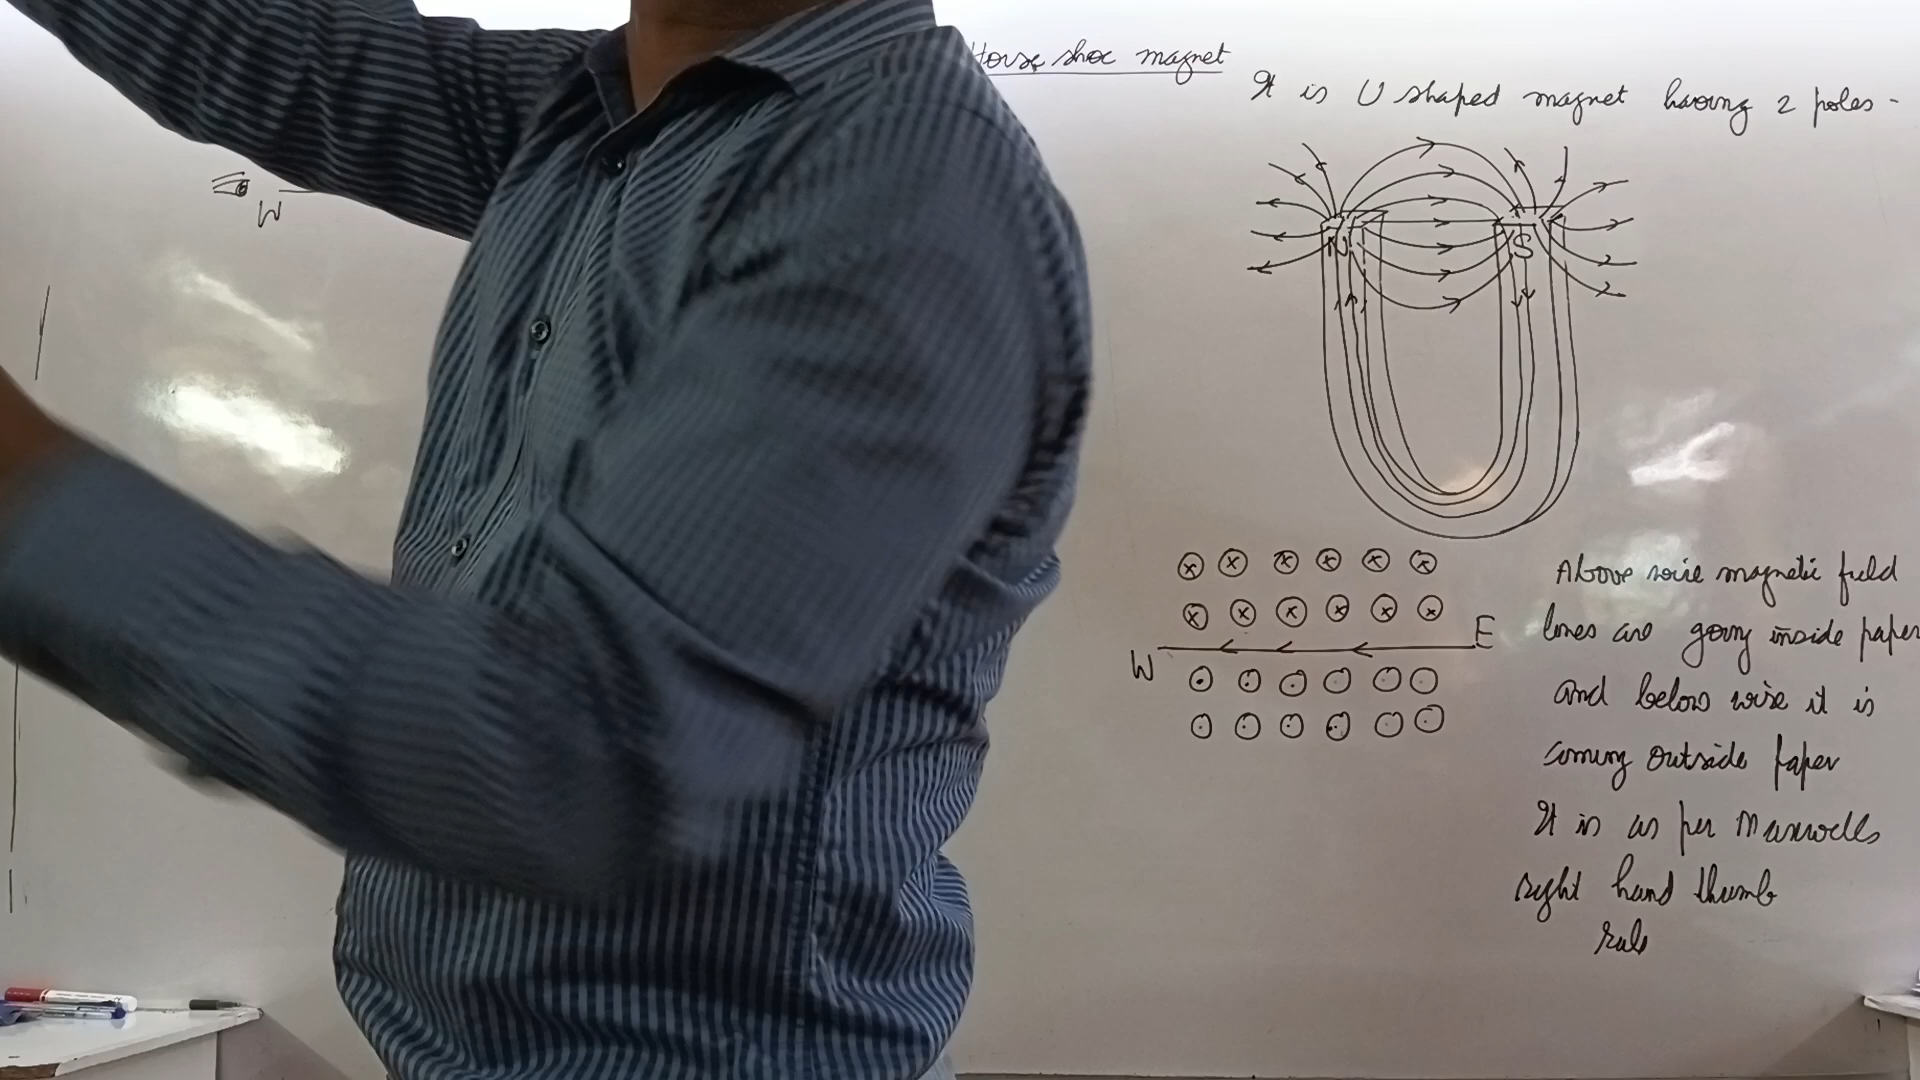 Horse shoe magnet
It is U shaped magnet having 2 poles -
W
N
S
E
W
Above wire magnetic field
lines are going inside paper
and below wire it is
coming outside paper
It is as per Maxwells
right hand thumb
rule